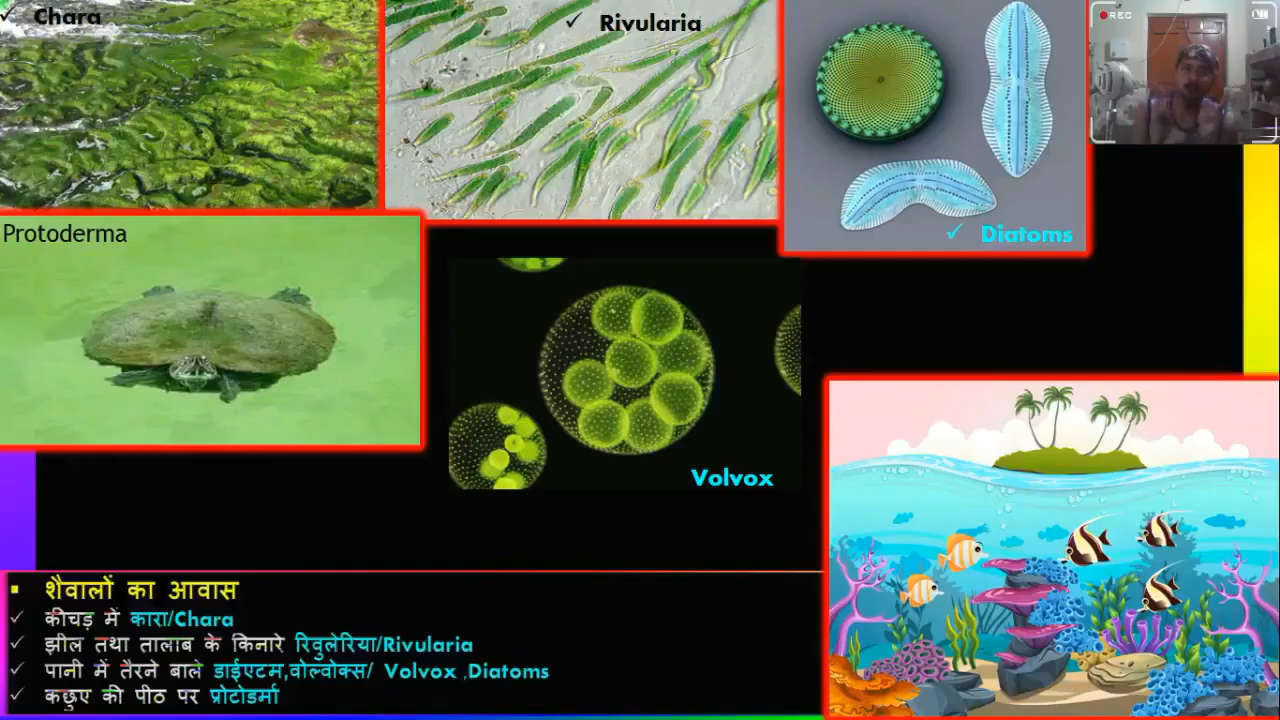 ✓ Chara
✓ Rivularia
REC
✓ Diatoms
Protoderma
Volvox
▪ शैवालों का आवास
✓ कीचड़ में कारा/Chara
✓ झील तथा तालाब के किनारे रिवुलेरिया/Rivularia
✓ पानी में तैरने बाले डाईएटम,वोल्वोक्स/ Volvox ,Diatoms
✓ कछुए की पीठ पर प्रोटोडर्मा